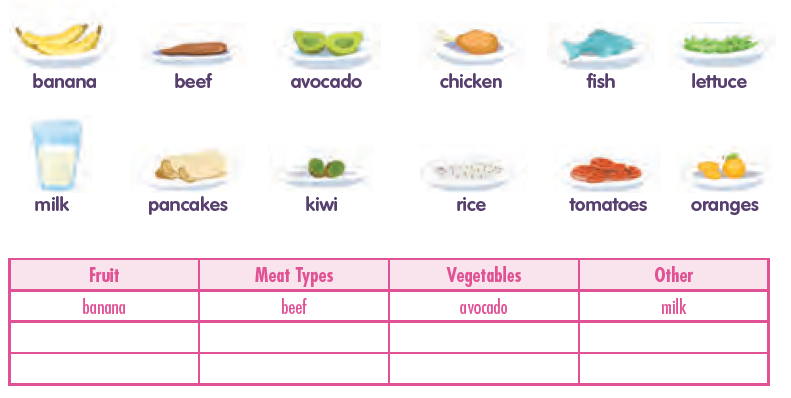 banana beef avocado chicken fish lettuce
milk pancakes kiwi rice tomatoes oranges
Fruit Meat Types Vegetables Other
banana beef avocado milk